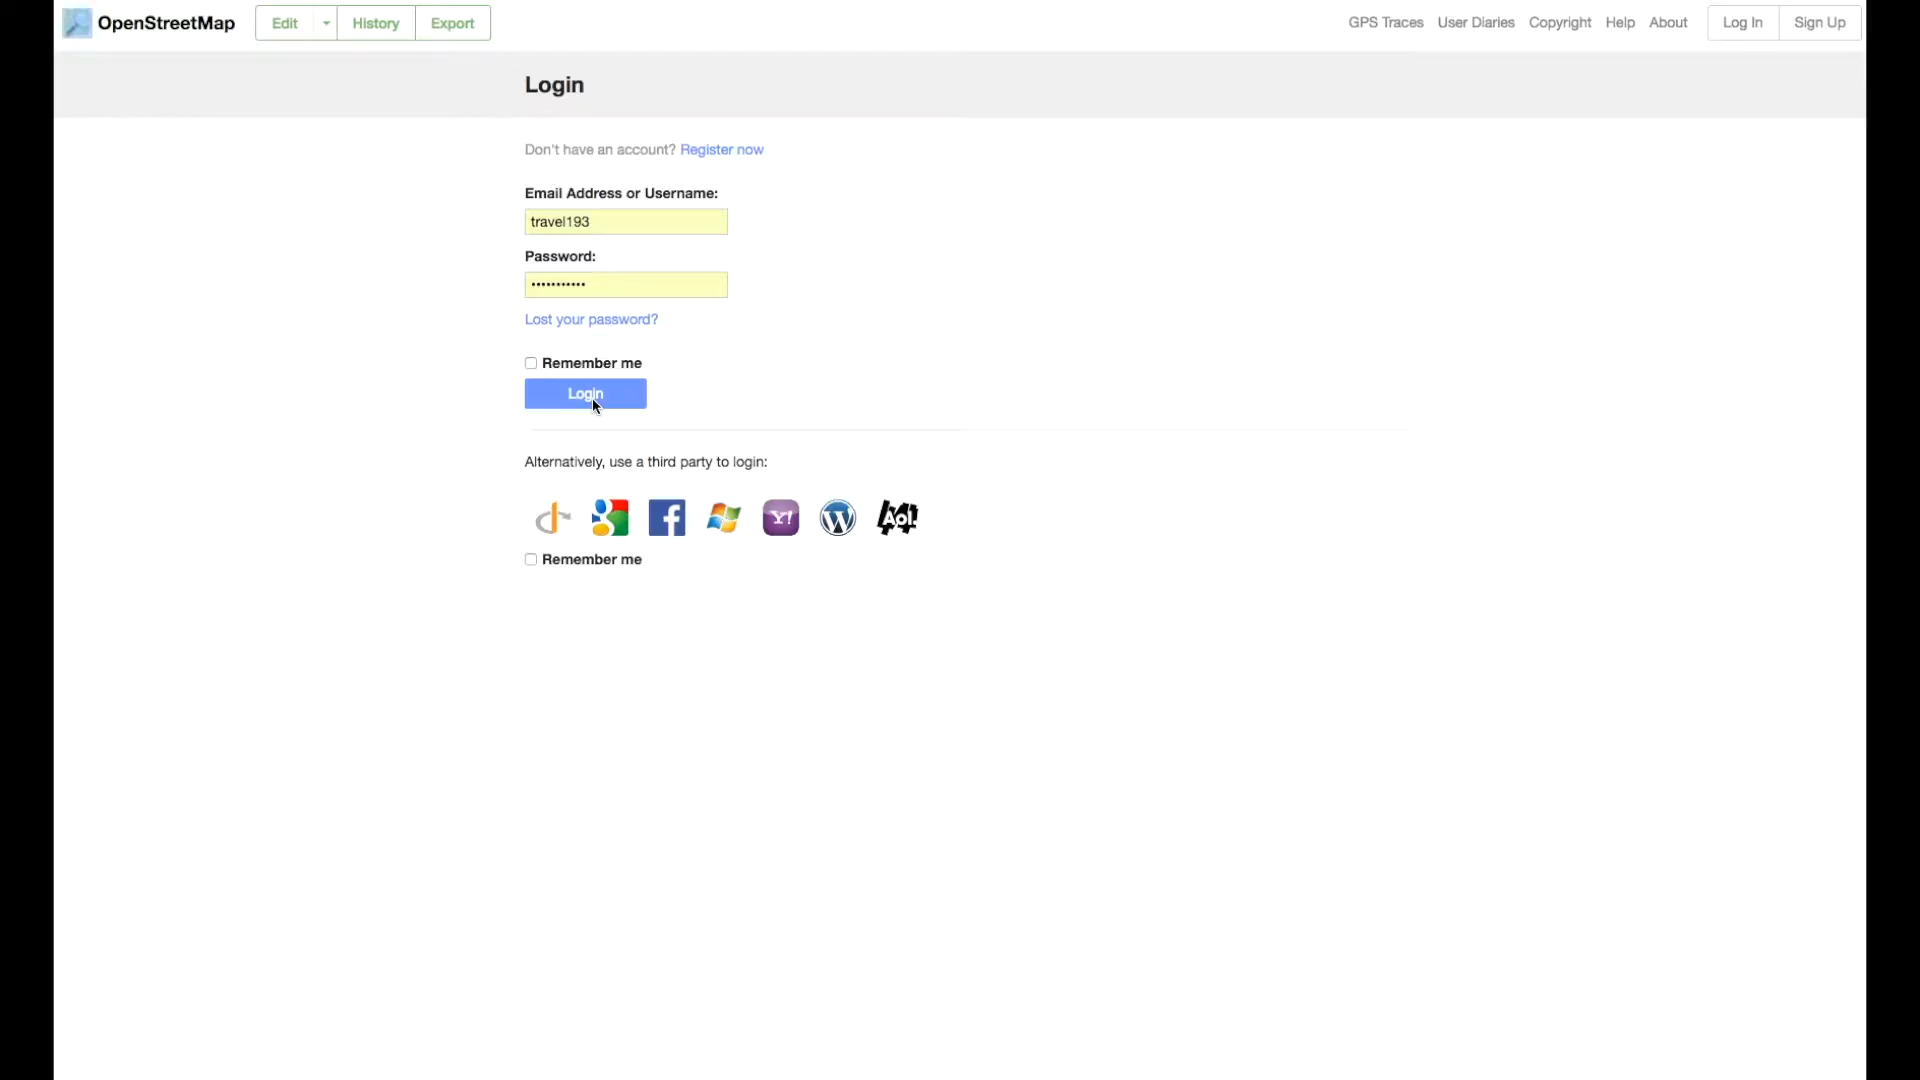 OpenStreetMap Edit History Export GPS Traces User Diaries Copyright Help About Log In Sign Up
Login
Don't have an account? Register now
Email Address or Username:
travel193
Password:
•••••••••••
Lost your password?
Remember me
Login
Alternatively, use a third party to login:
Y! W Aol.
Remember me